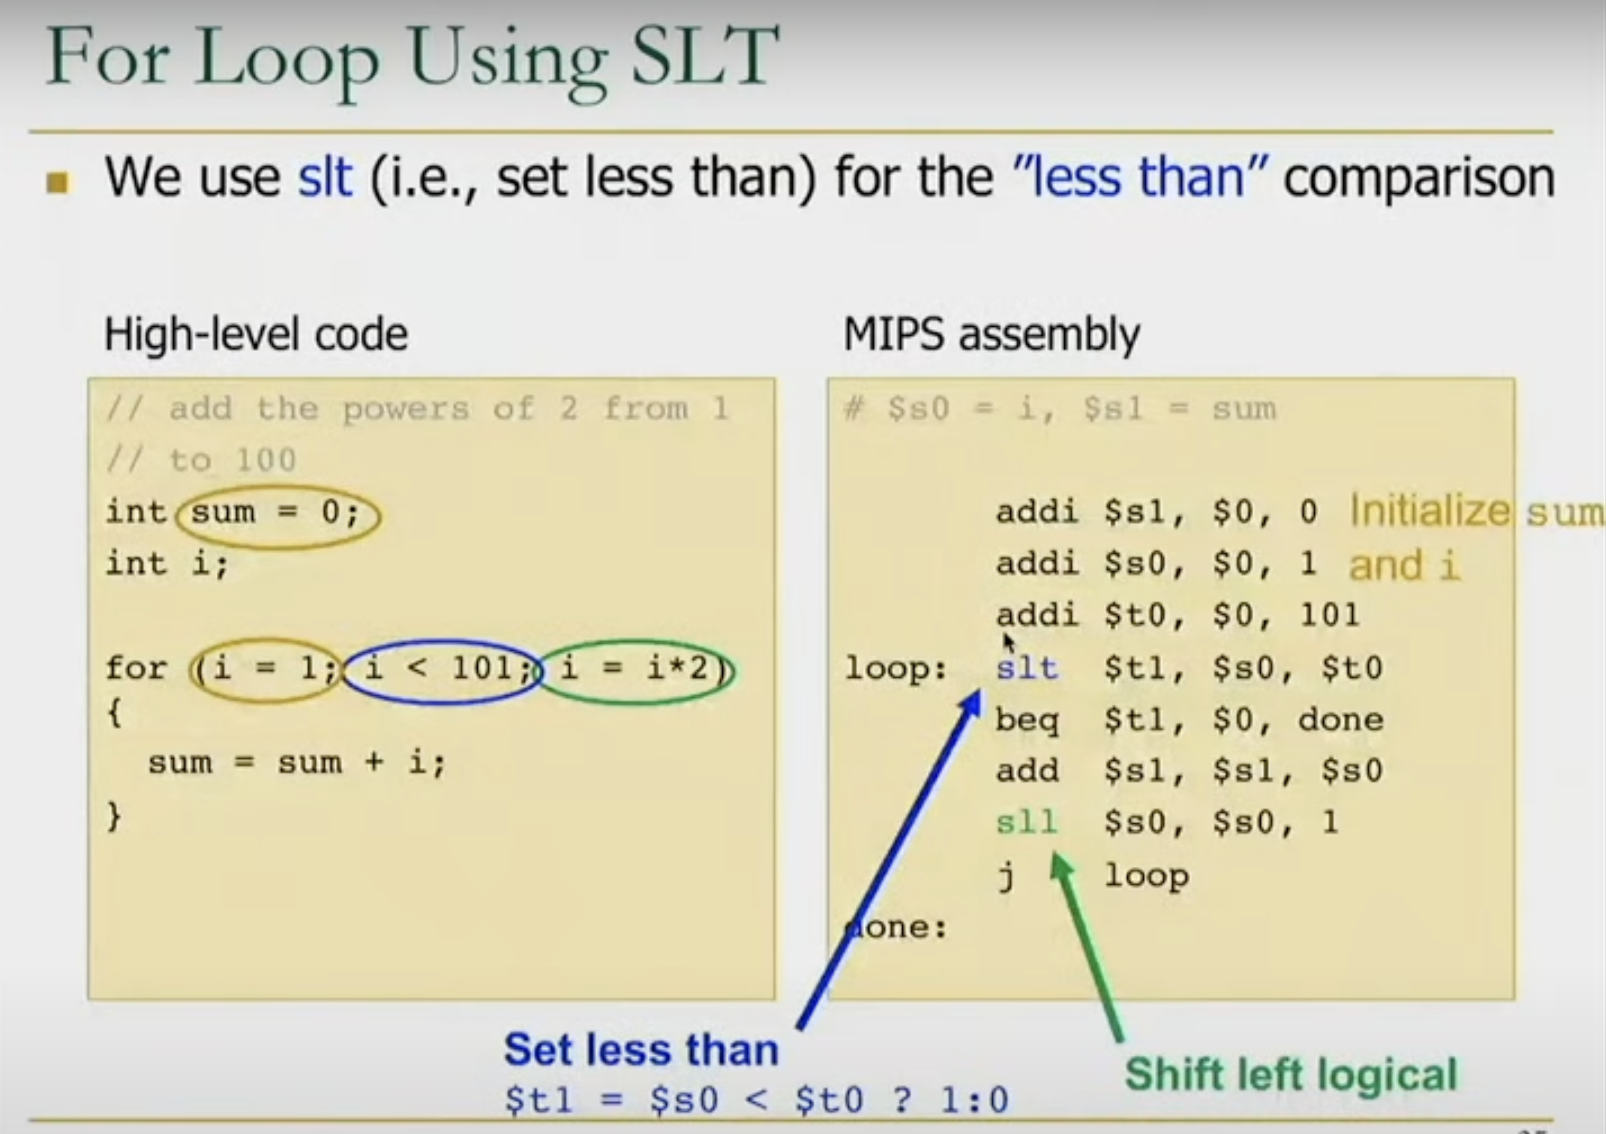 For Loop Using SLT
We use slt (i.e., set less than) for the ”less than” comparison
High-level code
// add the powers of 2 from 1
// to 100
int sum = 0;
int i;
for (i = 1; i < 101; i = i*2)
{
sum = sum + i;
}
MIPS assembly
# $s0 = i, $s1 = sum
addi $s1, $0, 0 Initialize sum
addi $s0, $0, 1 and i
addi $t0, $0, 101
loop: slt $t1, $s0, $t0
beq $t1, $0, done
add $s1, $s1, $s0
sll $s0, $s0, 1
j loop
done:
Set less than
$t1 = $s0 < $t0 ? 1:0
Shift left logical